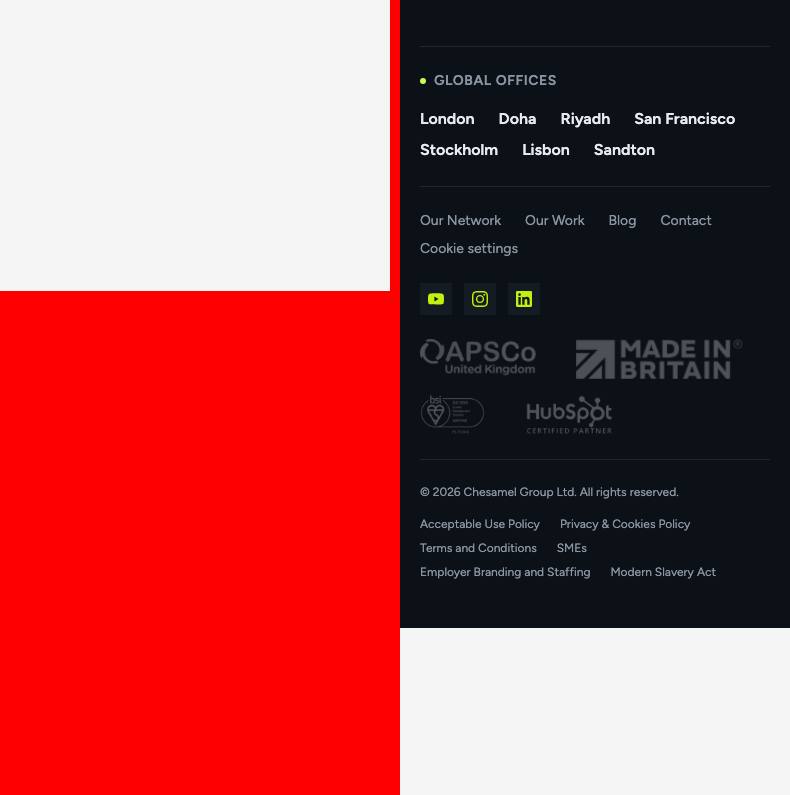 GLOBAL OFFICES
London Doha Riyadh San Francisco
Stockholm Lisbon Sandton
Our Network Our Work Blog Contact
Cookie settings
APSCo
United Kingdom
MADE IN
BRITAIN®
bsi
HubSpot
CERTIFIED PARTNER
© 2026 Chesamel Group Ltd. All rights reserved.
Acceptable Use Policy Privacy & Cookies Policy
Terms and Conditions SMEs
Employer Branding and Staffing Modern Slavery Act